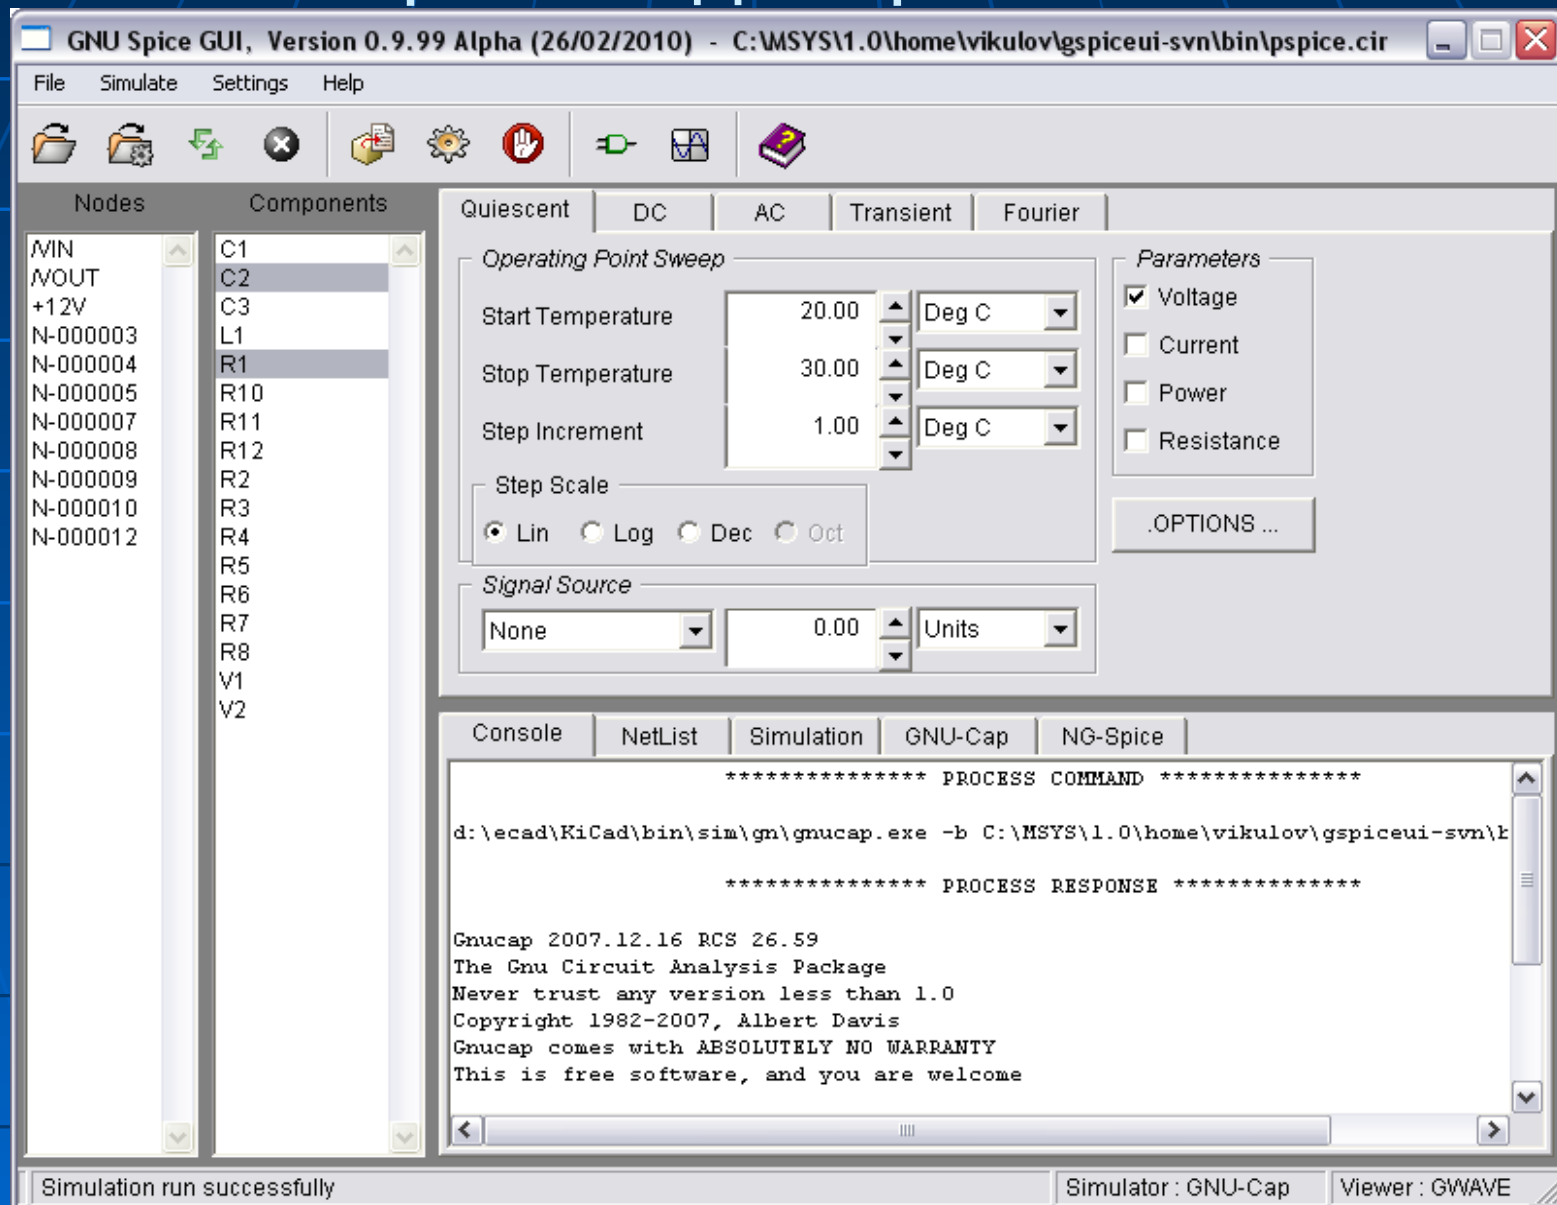 GNU Spice GUI, Version 0.9.99 Alpha (26/02/2010) - C:\MSYS\1.0\home\vikulov\gspiceui-svn\bin\pspice.cir
File Simulate Settings Help
Nodes
/VIN
/VOUT
+12V
N-000003
N-000004
N-000005
N-000007
N-000008
N-000009
N-000010
N-000012
Components
C1
C2
C3
L1
R1
R10
R11
R12
R2
R3
R4
R5
R6
R7
R8
V1
V2
Quiescent DC AC Transient Fourier
Operating Point Sweep
Start Temperature 20.00 Deg C
Stop Temperature 30.00 Deg C
Step Increment 1.00 Deg C
Step Scale
Lin Log Dec Oct
Signal Source
None 0.00 Units
Parameters
Voltage
Current
Power
Resistance
.OPTIONS ...
Console NetList Simulation GNU-Cap NG-Spice
*************** PROCESS COMMAND ***************
d:\ecad\KiCad\bin\sim\gn\gnucap.exe -b C:\MSYS\1.0\home\vikulov\gspiceui-svn\
*************** PROCESS RESPONSE **************
Gnucap 2007.12.16 RCS 26.59
The Gnu Circuit Analysis Package
Never trust any version less than 1.0
Copyright 1982-2007, Albert Davis
Gnucap comes with ABSOLUTELY NO WARRANTY
This is free software, and you are welcome
Simulation run successfully
Simulator : GNU-Cap
Viewer : GWAVE